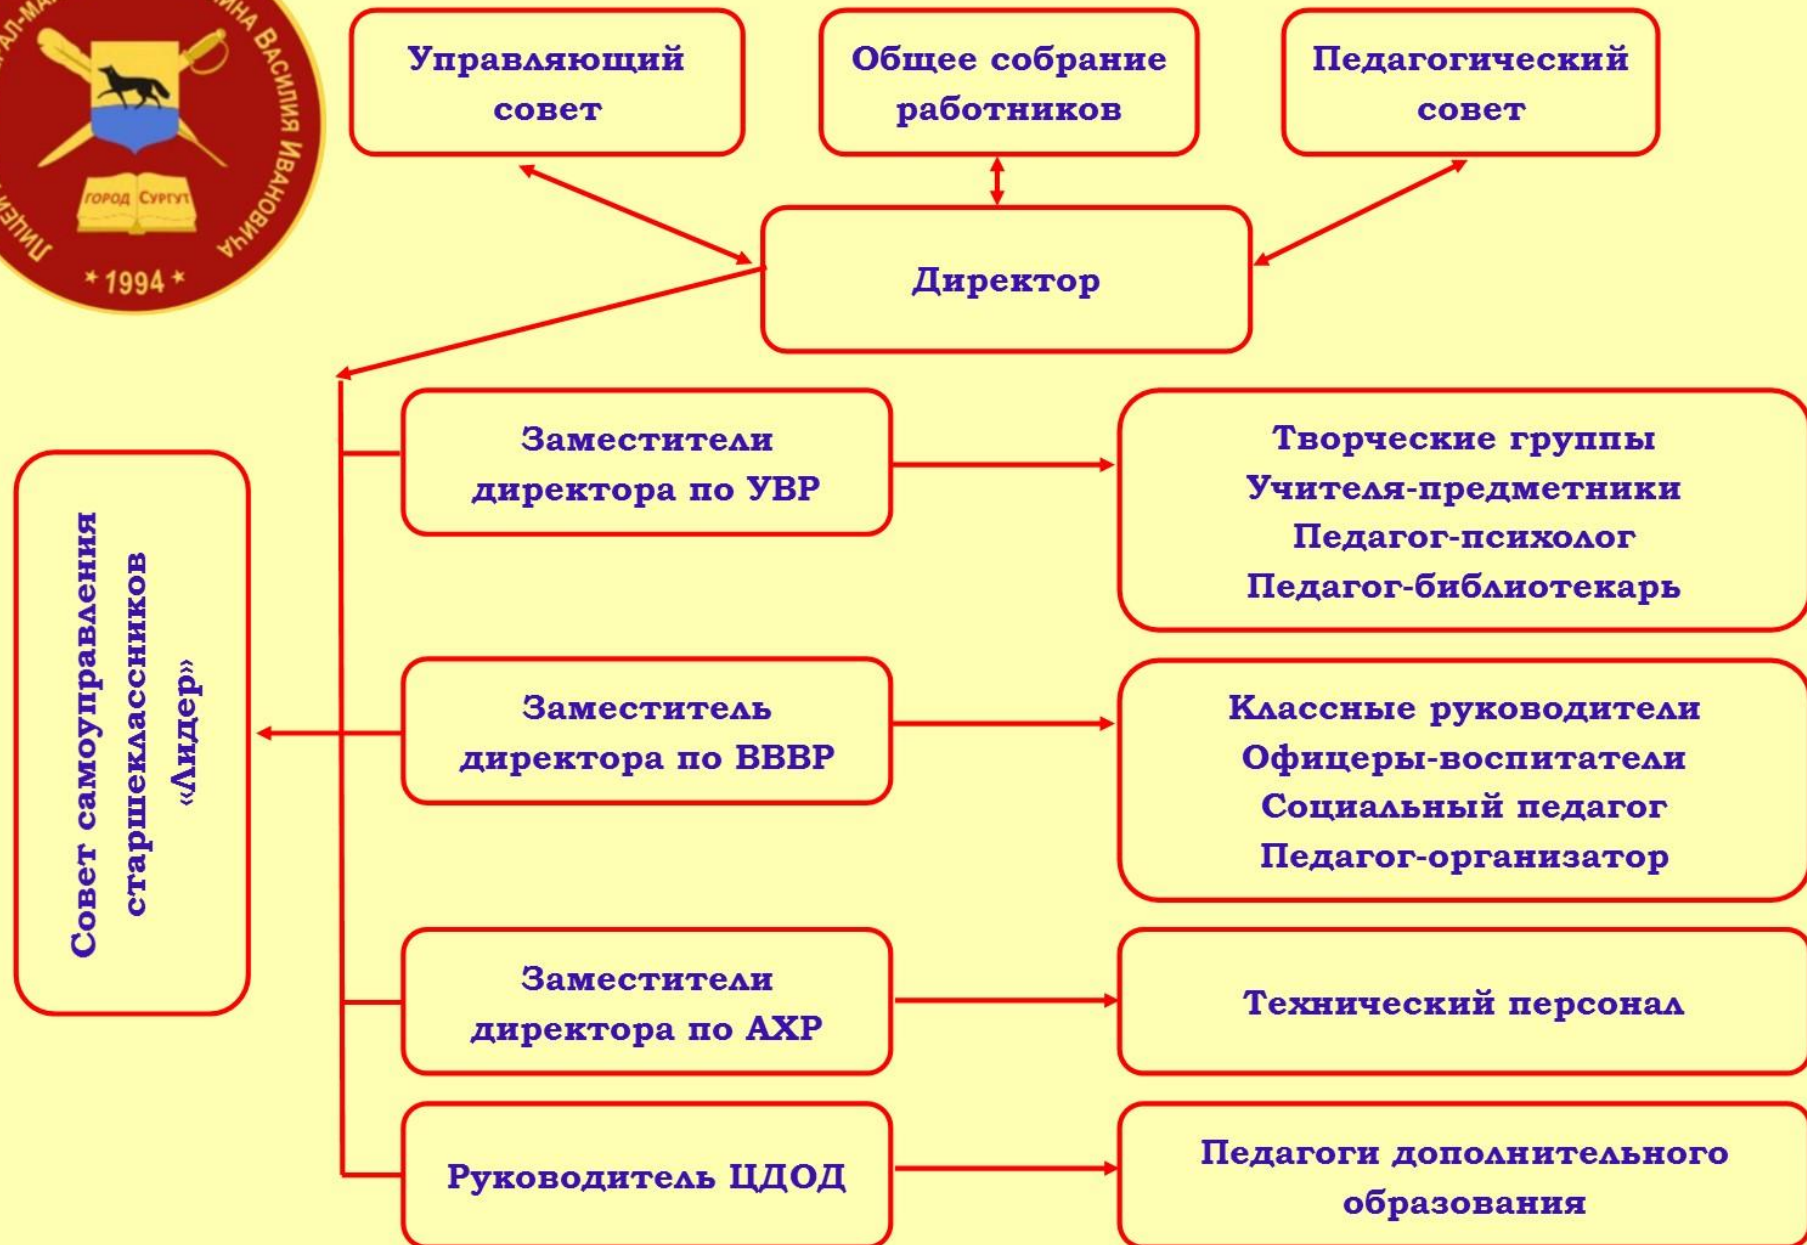 ВАСИЛИЯ ИВАНОВИЧА
ГОРОД СУРГУТ
* 1994 *
Управляющий
совет
Общее собрание
работников
Педагогический
совет
Директор
Совет самоуправления
старшеклассников
«Лидер»
Заместители
директора по УВР
Творческие группы
Учителя-предметники
Педагог-психолог
Педагог-библиотекарь
Заместитель
директора по ВВВР
Классные руководители
Офицеры-воспитатели
Социальный педагог
Педагог-организатор
Заместители
директора по АХР
Технический персонал
Руководитель ЦДОД
Педагоги дополнительного
образования